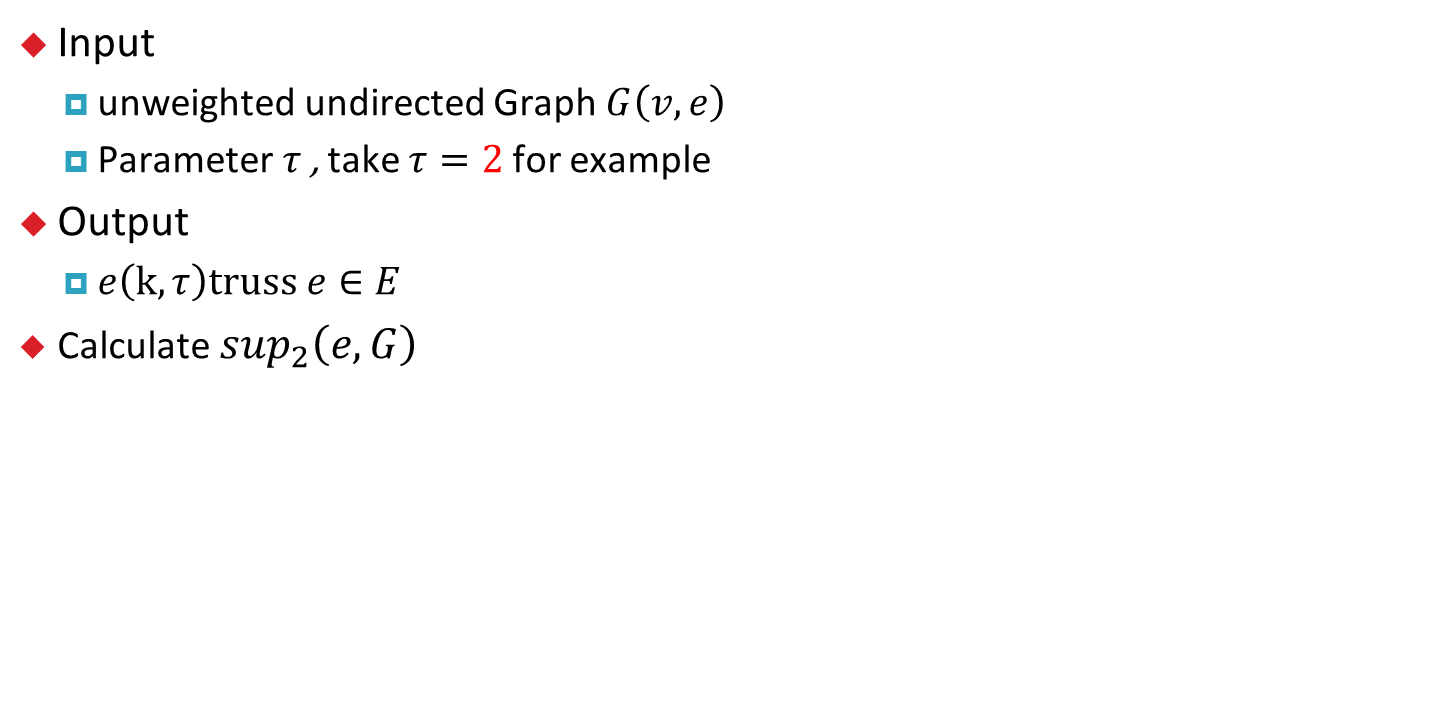 Input
unweighted undirected Graph G(v, e)
Parameter τ , take τ = 2 for example
Output
e(k, τ)truss e ∈ E
Calculate sup₂(e, G)